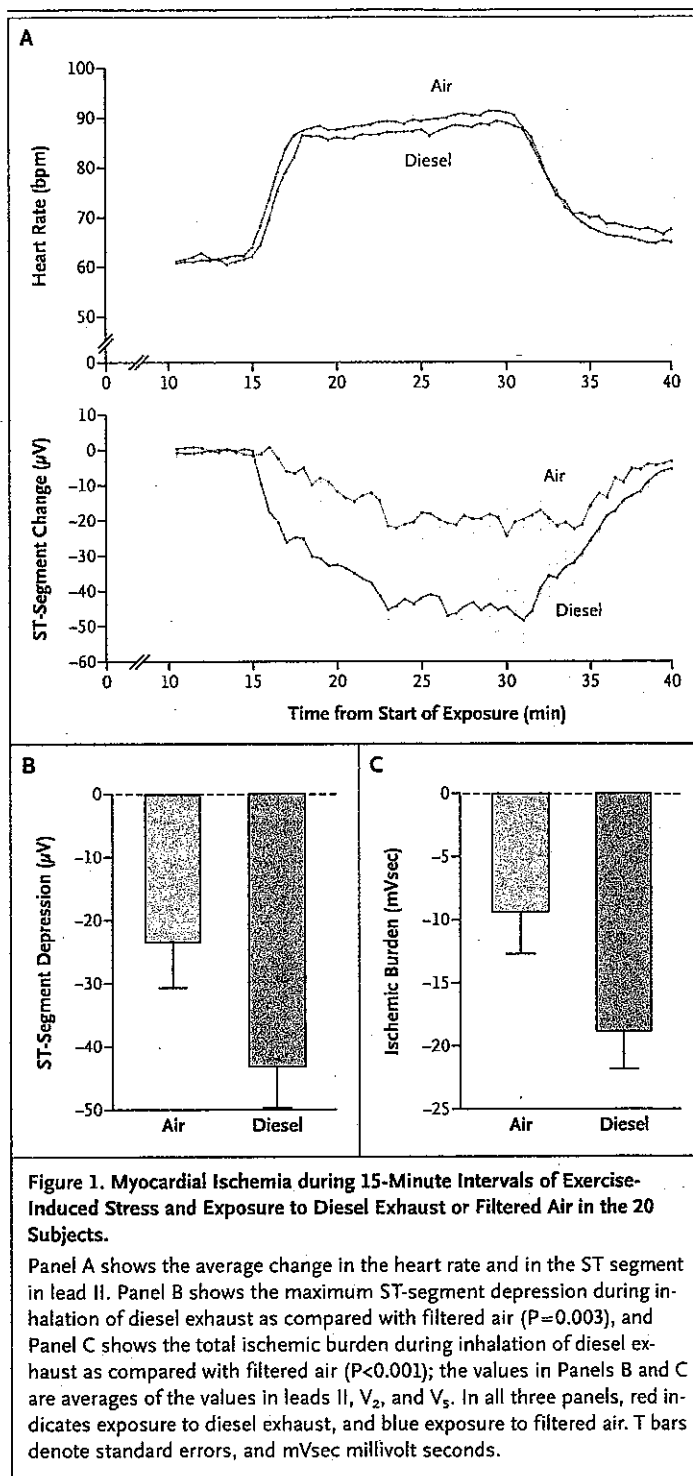 A
100
90
80
70
60
50
0
Heart Rate (bpm)
Air
Diesel
0 10 15 20 25 30 35 40
10
0
−10
−20
−30
−40
−50
−60
ST-Segment Change (µV)
Air
Diesel
0 10 15 20 25 30 35 40
Time from Start of Exposure (min)
B
0
−10
−20
−30
−40
−50
ST-Segment Depression (µV)
Air Diesel
C
0
−5
−10
−15
−20
−25
Ischemic Burden (mVsec)
Air Diesel
Figure 1. Myocardial Ischemia during 15-Minute Intervals of Exercise-
Induced Stress and Exposure to Diesel Exhaust or Filtered Air in the 20
Subjects.
Panel A shows the average change in the heart rate and in the ST segment
in lead II. Panel B shows the maximum ST-segment depression during in-
halation of diesel exhaust as compared with filtered air (P=0.003), and
Panel C shows the total ischemic burden during inhalation of diesel ex-
haust as compared with filtered air (P<0.001); the values in Panels B and C
are averages of the values in leads II, V₂, and V₅. In all three panels, red in-
dicates exposure to diesel exhaust, and blue exposure to filtered air. T bars
denote standard errors, and mVsec millivolt seconds.